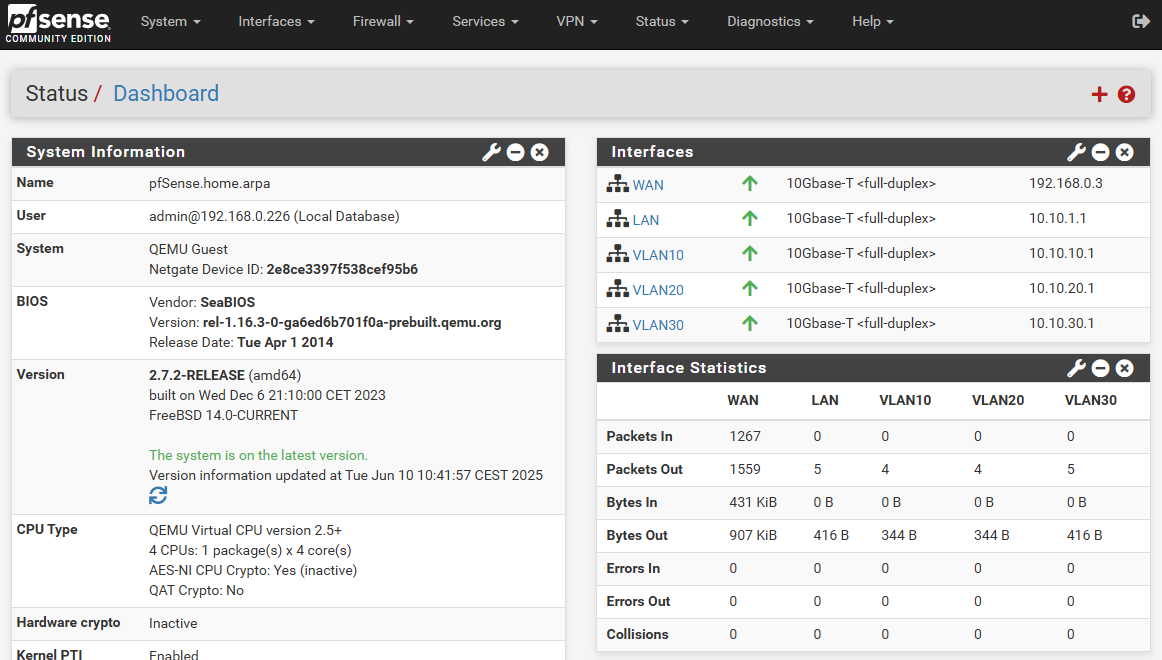 pfsense
COMMUNITY EDITION
System Interfaces Firewall Services VPN Status Diagnostics Help
Status / Dashboard
System Information
Name pfSense.home.arpa
User admin@192.168.0.226 (Local Database)
System QEMU Guest
Netgate Device ID: 2e8ce3397f538cef95b6
BIOS Vendor: SeaBIOS
Version: rel-1.16.3-0-ga6ed6b701f0a-prebuilt.qemu.org
Release Date: Tue Apr 1 2014
Version 2.7.2-RELEASE (amd64)
built on Wed Dec 6 21:10:00 CET 2023
FreeBSD 14.0-CURRENT
The system is on the latest version.
Version information updated at Tue Jun 10 10:41:57 CEST 2025
CPU Type QEMU Virtual CPU version 2.5+
4 CPUs: 1 package(s) x 4 core(s)
AES-NI CPU Crypto: Yes (inactive)
QAT Crypto: No
Hardware crypto Inactive
Kernel PTI Enabled
Interfaces
WAN 10Gbase-T <full-duplex> 192.168.0.3
LAN 10Gbase-T <full-duplex> 10.10.1.1
VLAN10 10Gbase-T <full-duplex> 10.10.10.1
VLAN20 10Gbase-T <full-duplex> 10.10.20.1
VLAN30 10Gbase-T <full-duplex> 10.10.30.1
Interface Statistics
WAN LAN VLAN10 VLAN20 VLAN30
Packets In 1267 0 0 0 0
Packets Out 1559 5 4 4 5
Bytes In 431 KiB 0 B 0 B 0 B 0 B
Bytes Out 907 KiB 416 B 344 B 344 B 416 B
Errors In 0 0 0 0 0
Errors Out 0 0 0 0 0
Collisions 0 0 0 0 0